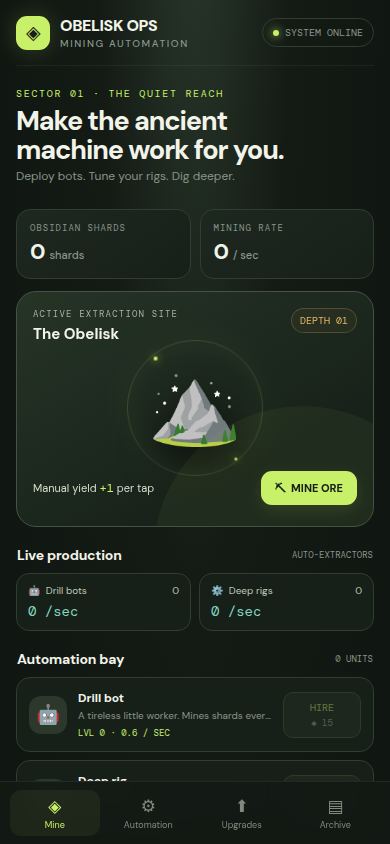 OBELISK OPS
MINING AUTOMATION
SYSTEM ONLINE
SECTOR 01 · THE QUIET REACH
Make the ancient
machine work for you.
Deploy bots. Tune your rigs. Dig deeper.
OBSIDIAN SHARDS
0 shards
MINING RATE
0 / sec
ACTIVE EXTRACTION SITE
The Obelisk
DEPTH 01
Manual yield +1 per tap
MINE ORE
Live production
AUTO-EXTRACTORS
Drill bots 0
0 /sec
Deep rigs 0
0 /sec
Automation bay
0 UNITS
Drill bot
A tireless little worker. Mines shards ever…
LVL 0 · 0.6 / SEC
HIRE
◈ 15
Deep rig
Mine
Automation
Upgrades
Archive